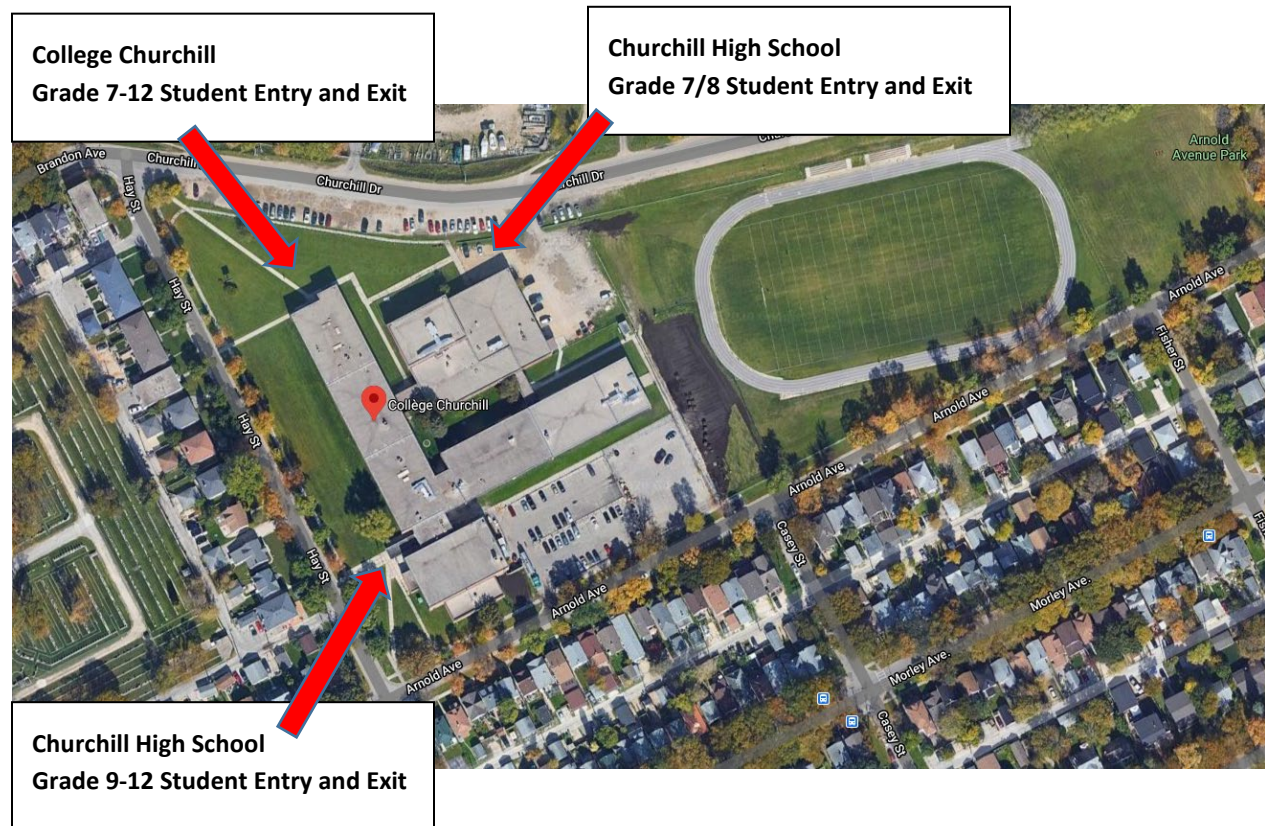 College Churchill
Grade 7-12 Student Entry and Exit
Churchill High School
Grade 7/8 Student Entry and Exit
Arnold
Avenue Park
Brandon Ave
Churchill
Churchill Dr
rchill Dr
Hay St
Hay St
Arnold Ave
Fisher St
Hay St
Collège Churchill
Arnold Ave
Arnold Ave
Hay St
Casey St
Arnold Ave
Morley Ave.
Arnold Ave
Morley Ave.
Casey St
Churchill High School
Grade 9-12 Student Entry and Exit